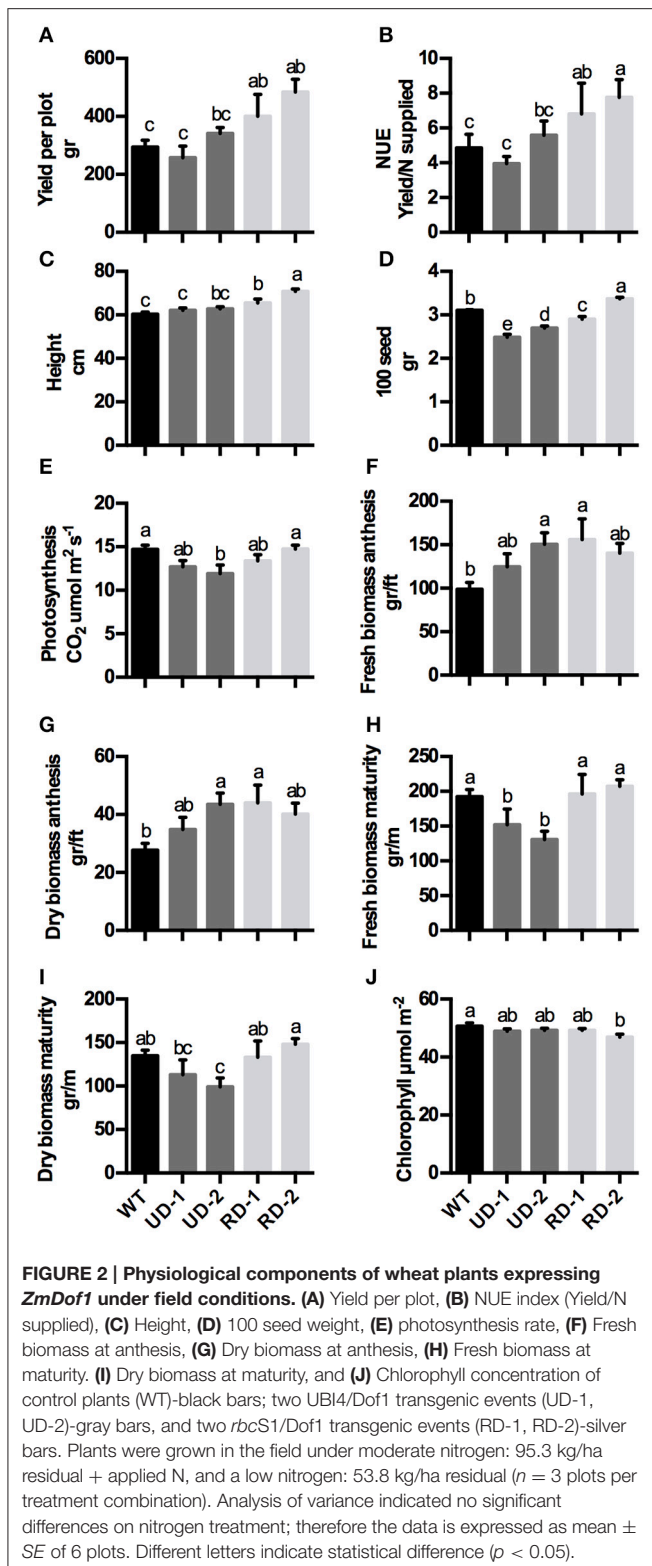 A
Yield per plot
gr
600
400
200
0
c
c
bc
ab
ab
B
NUE
Yield/N supplied
10
8
6
4
2
0
c
c
bc
ab
a
C
Height
cm
80
60
40
20
0
c
c
bc
b
a
D
100 seed
gr
4
3
2
1
0
b
e
d
c
a
E
Photosynthesis
CO2 umol m² s⁻¹
20
15
10
5
0
a
ab
b
ab
a
F
Fresh biomass anthesis
gr/ft
200
150
100
50
0
b
ab
a
a
ab
G
Dry biomass anthesis
gr/ft
60
40
20
0
b
ab
a
a
ab
H
Fresh biomass maturity
gr/m
250
200
150
100
50
0
a
b
b
a
a
I
Dry biomass maturity
gr/m
200
150
100
50
0
ab
bc
c
ab
a
WT
UD-1
UD-2
RD-1
RD-2
J
Chlorophyll µmol m⁻²
60
40
20
0
a
ab
ab
ab
b
WT
UD-1
UD-2
RD-1
RD-2
FIGURE 2 | Physiological components of wheat plants expressing
ZmDof1 under field conditions. (A) Yield per plot, (B) NUE index (Yield/N
supplied), (C) Height, (D) 100 seed weight, (E) photosynthesis rate, (F) Fresh
biomass at anthesis, (G) Dry biomass at anthesis, (H) Fresh biomass at
maturity. (I) Dry biomass at maturity, and (J) Chlorophyll concentration of
control plants (WT)-black bars; two UBI4/Dof1 transgenic events (UD-1,
UD-2)-gray bars, and two rbcS1/Dof1 transgenic events (RD-1, RD-2)-silver
bars. Plants were grown in the field under moderate nitrogen: 95.3 kg/ha
residual + applied N, and a low nitrogen: 53.8 kg/ha residual (n = 3 plots per
treatment combination). Analysis of variance indicated no significant
differences on nitrogen treatment; therefore the data is expressed as mean ±
SE of 6 plots. Different letters indicate statistical difference (p < 0.05).